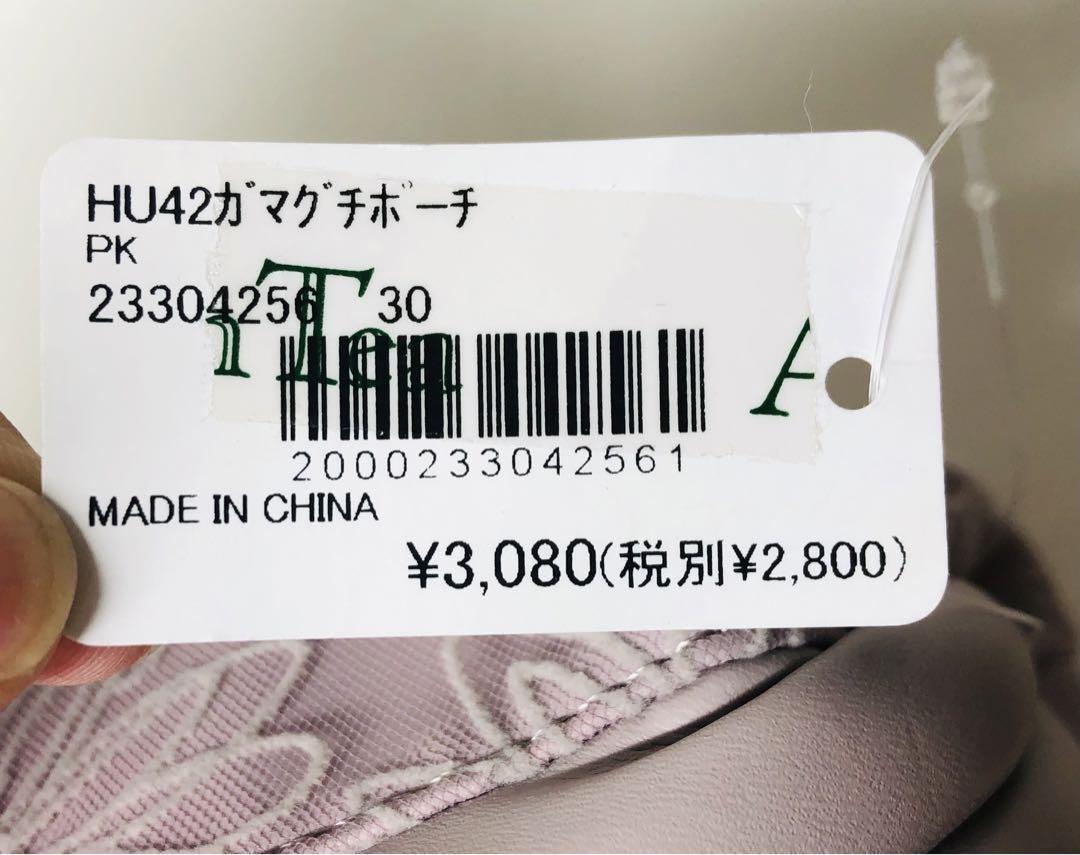 HU42ｶﾞﾏｸﾞﾁﾎﾟｰﾁ
PK
23304256 30
Tea A
2000233042561
MADE IN CHINA
¥3,080(税別¥2,800)